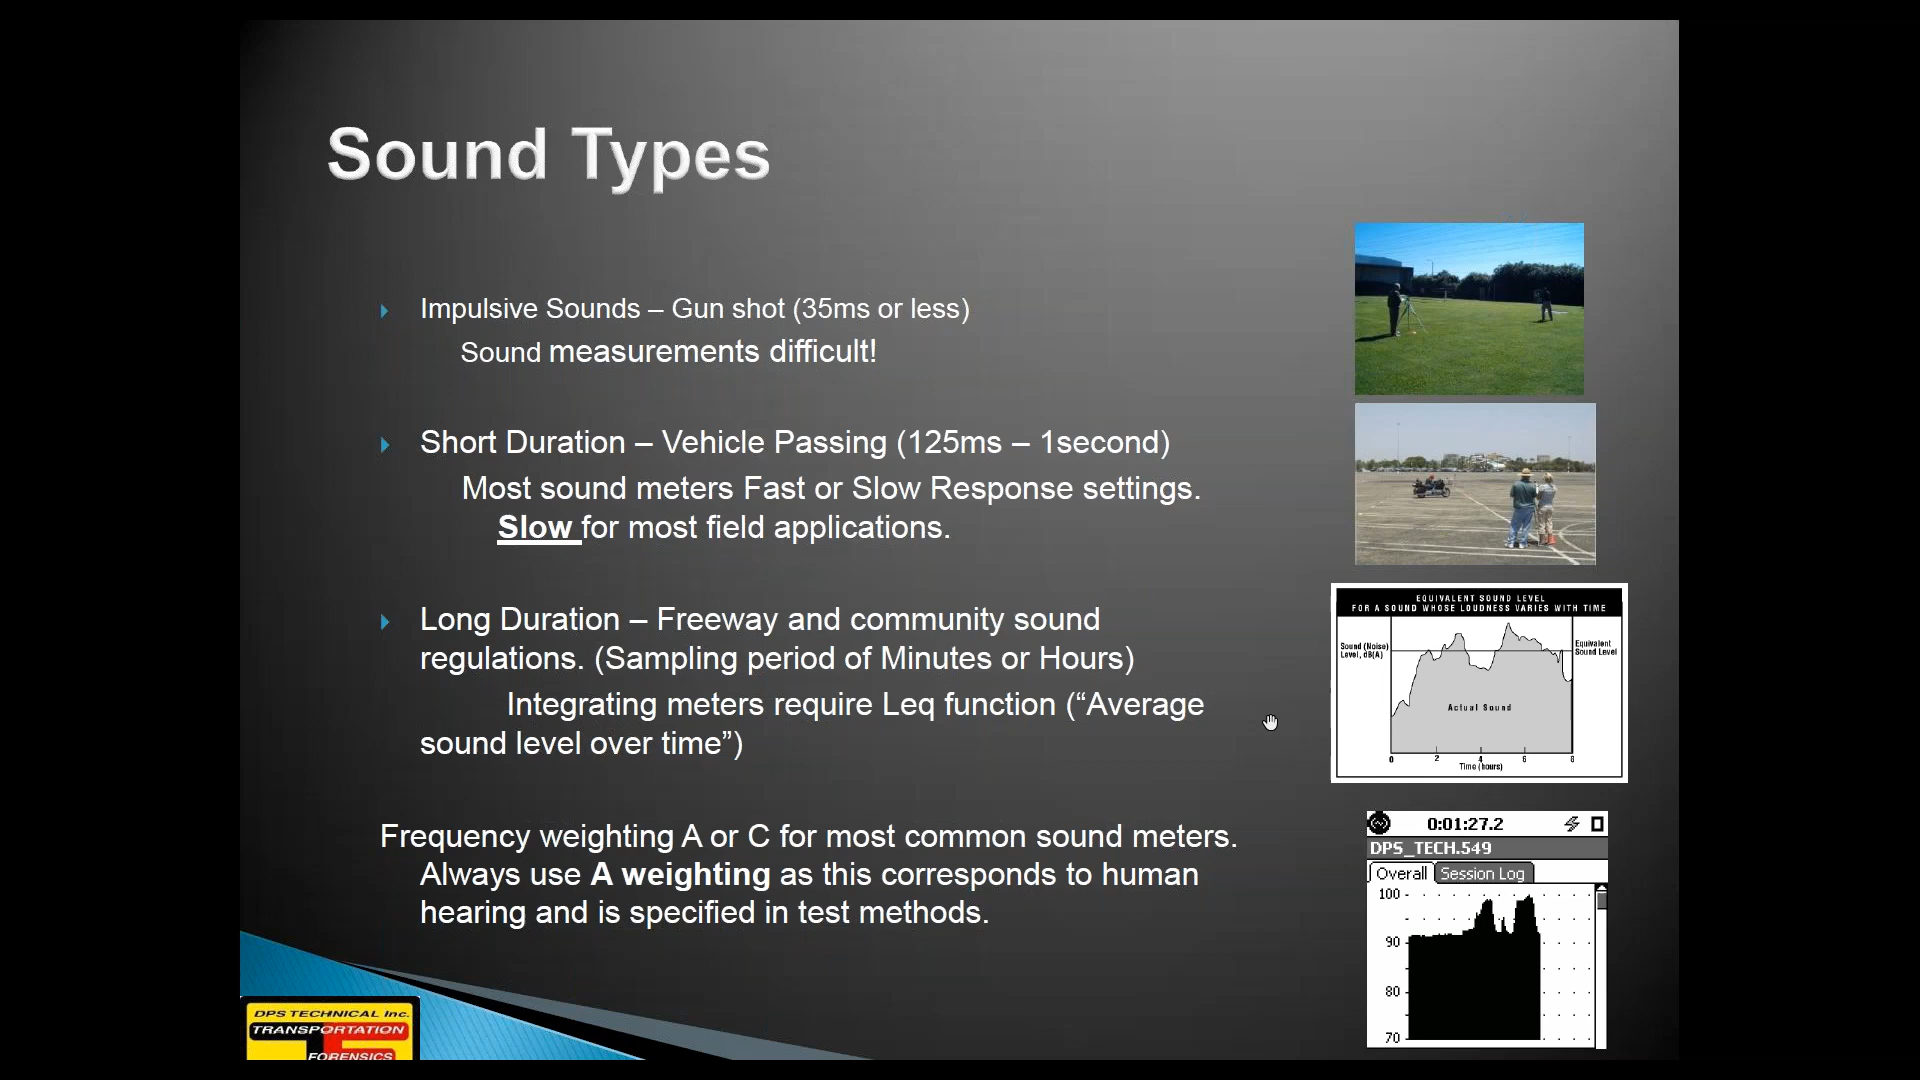 Sound Types
Impulsive Sounds – Gun shot (35ms or less)
Sound measurements difficult!
Short Duration – Vehicle Passing (125ms – 1second)
Most sound meters Fast or Slow Response settings.
Slow for most field applications.
Long Duration – Freeway and community sound
regulations. (Sampling period of Minutes or Hours)
Integrating meters require Leq function (“Average
sound level over time”)
Frequency weighting A or C for most common sound meters.
Always use A weighting as this corresponds to human
hearing and is specified in test methods.
EQUIVALENT SOUND LEVEL
FOR A SOUND WHOSE LOUDNESS VARIES WITH TIME
Sound (Noise)
Level, dB(A)
Equivalent
Sound Level
Actual Sound
0 2 4 6 8
Time (hours)
0:01:27.2
DPS_TECH.549
Overall Session Log
100
90
80
70
DPS TECHNICAL Inc.
TRANSPORTATION
FORENSICS